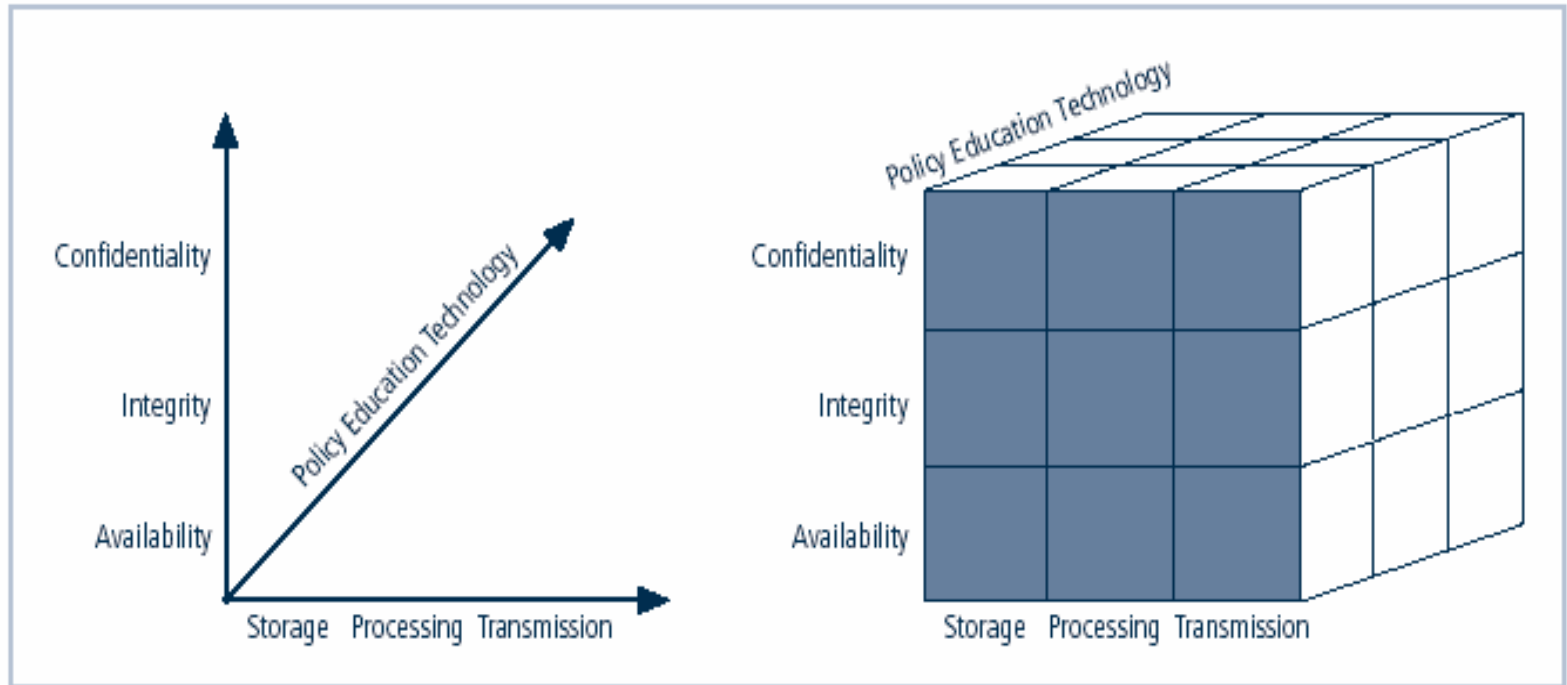 Confidentiality
Integrity
Availability
Policy Education Technology
Storage Processing Transmission
Policy Education Technology
Confidentiality
Integrity
Availability
Storage Processing Transmission